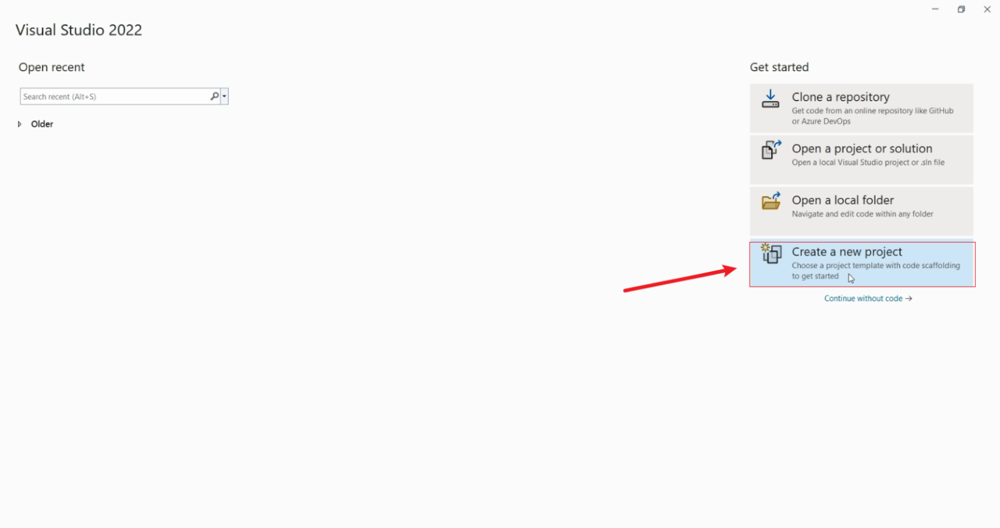 Visual Studio 2022
Open recent
Search recent (Alt+S)
Older
Get started
Clone a repository
Get code from an online repository like GitHub
or Azure DevOps
Open a project or solution
Open a local Visual Studio project or .sln file
Open a local folder
Navigate and edit code within any folder
Create a new project
Choose a project template with code scaffolding
to get started
Continue without code →